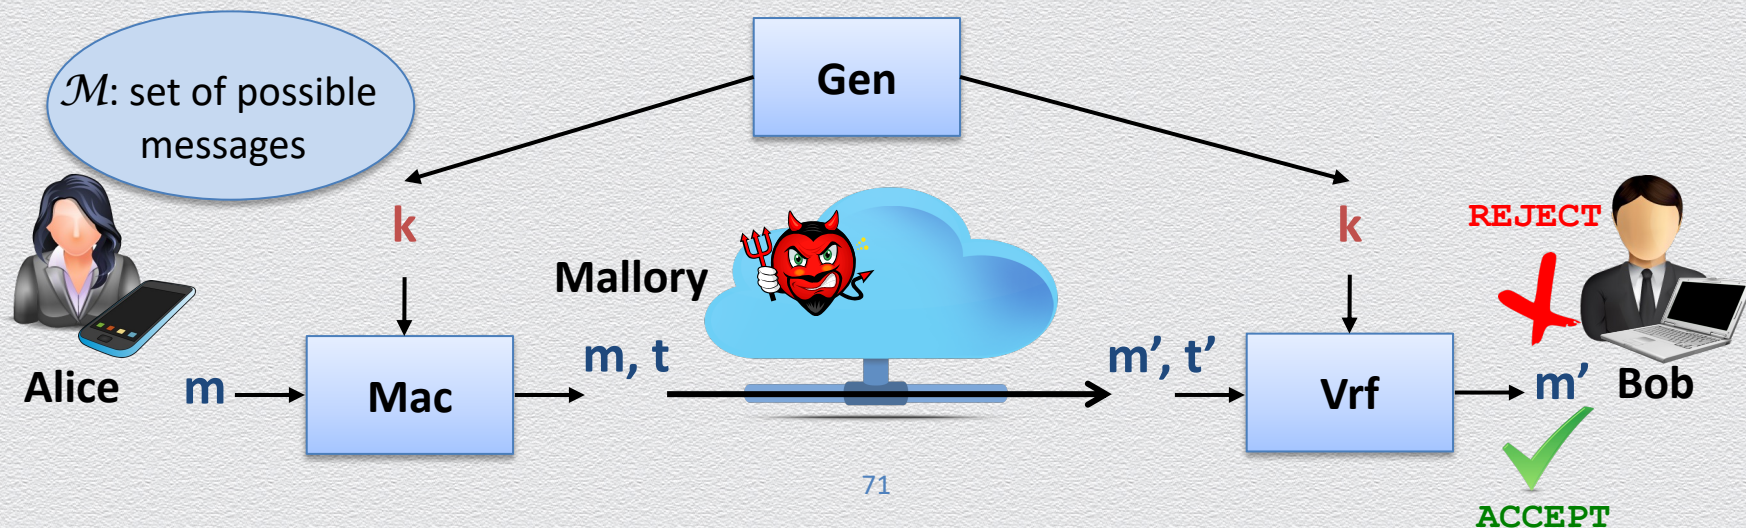 Gen
ℳ: set of possible
messages
k
k
REJECT
Mallory
m, t
m’, t’
Alice
m
Mac
Vrf
m’
Bob
71
ACCEPT